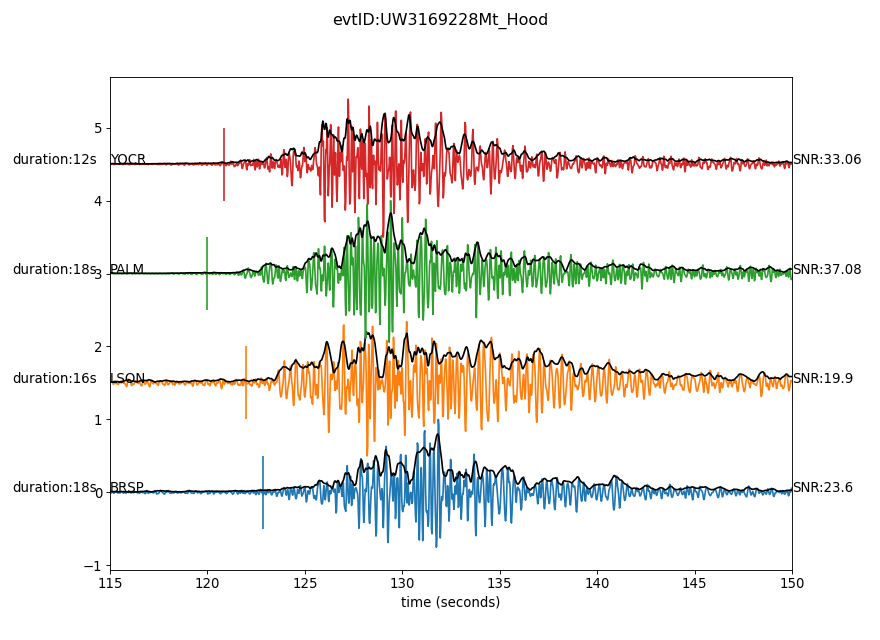 evtID:UW3169228Mt_Hood
5
duration:12s YOCR SNR:33.06
4
duration:18s PALM SNR:37.08
3
2
duration:16s LSON SNR:19.9
1
duration:18s BRSP SNR:23.6
0
−1
115 120 125 130 135 140 145 150
time (seconds)